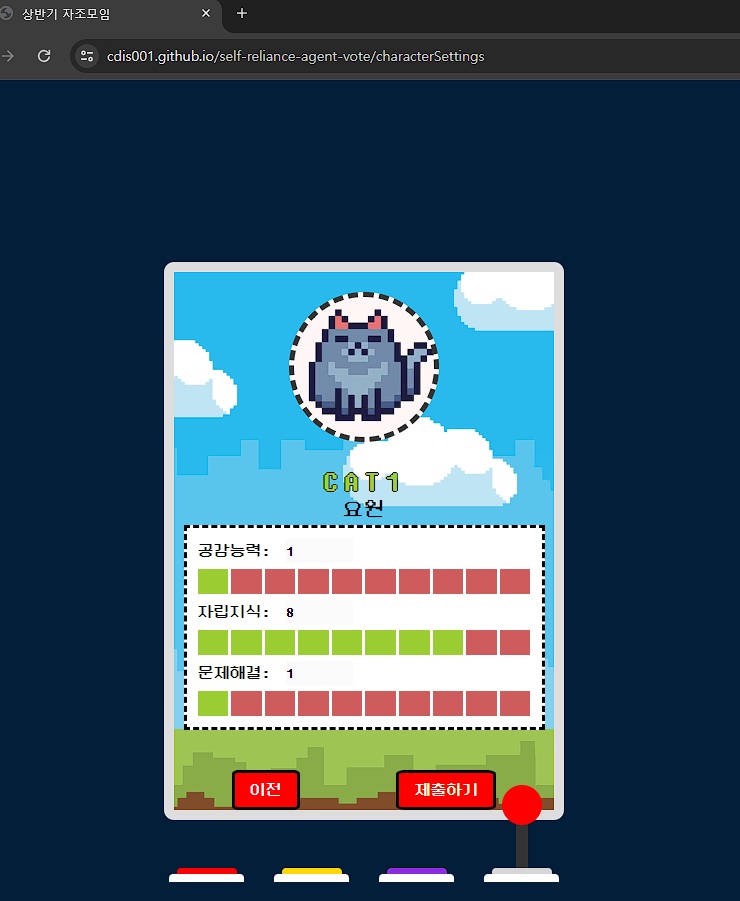 상반기 자조모임
cdis001.github.io/self-reliance-agent-vote/characterSettings
CAT1
요원
공감능력: 1
자립지식: 8
문제해결: 1
이전 제출하기